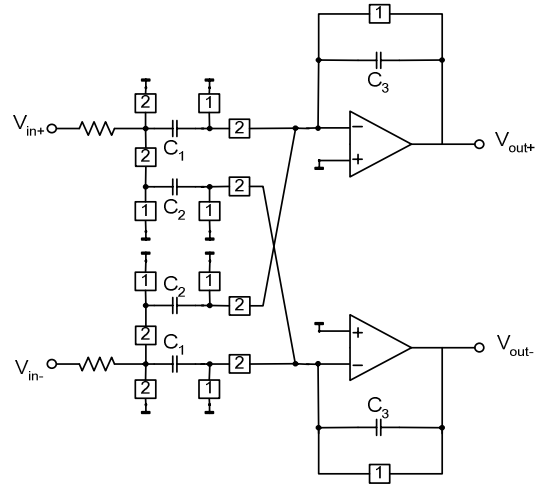 1
C3
2 1
Vin+ C1 2
2
C2 2
1 1
Vout+
1 C2 1
2
2 C1
Vin- 2
2 1
Vout-
C3
1
+
−
+
−